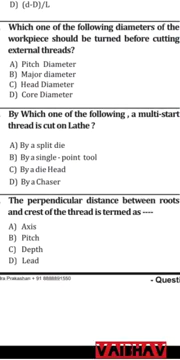 D) (d-D)/L
Which one of the following diameters of the
workpiece should be turned before cutting
external threads?
A) Pitch Diameter
B) Major diameter
C) Head Diameter
D) Core Diameter
By Which one of the following , a multi-start
thread is cut on Lathe ?
A) By a split die
B) By a single - point tool
C) By a die Head
D) By a Chaser
The perpendicular distance between roots
and crest of the thread is termed as ----
A) Axis
B) Pitch
C) Depth
D) Lead
Prakashan + 91 9888891550
- Questi
VAIBHAV